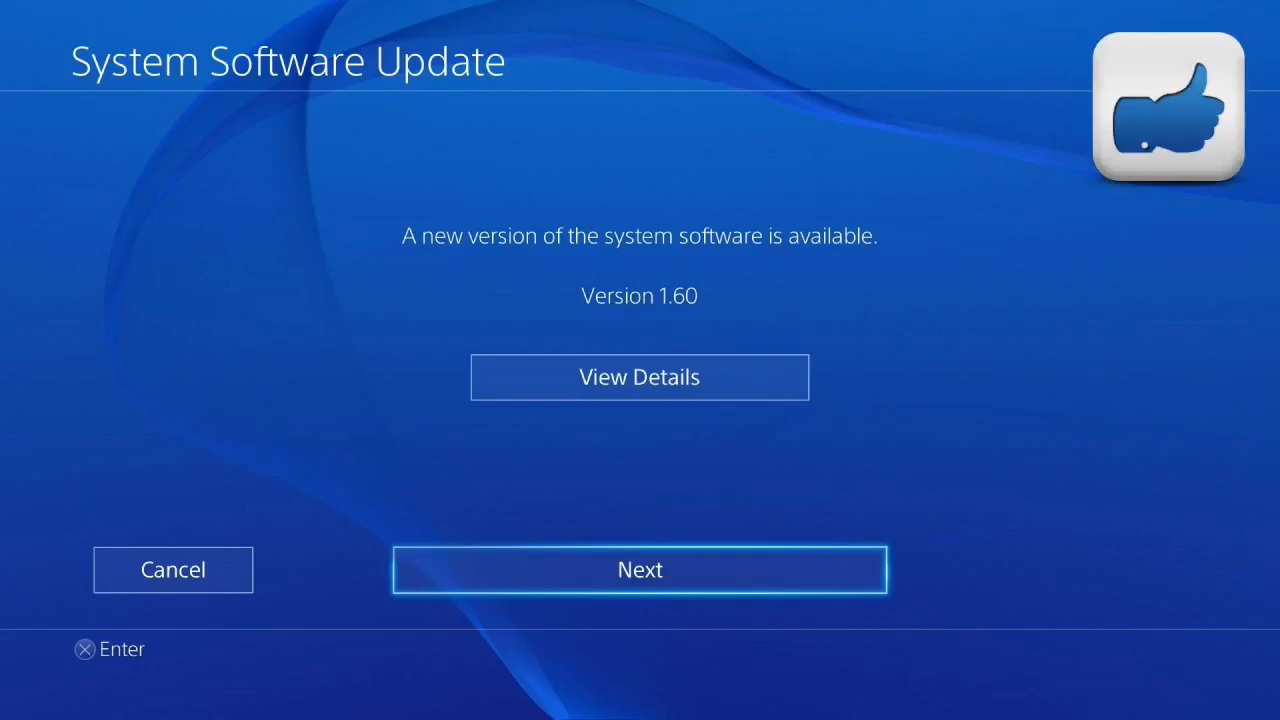 System Software Update
A new version of the system software is available.
Version 1.60
View Details
Cancel
Next
Enter